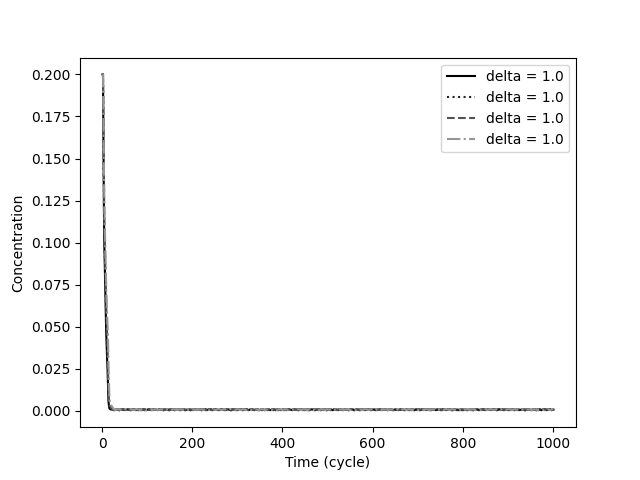 delta = 1.0
delta = 1.0
delta = 1.0
delta = 1.0
Concentration
0.200
0.175
0.150
0.125
0.100
0.075
0.050
0.025
0.000
0 200 400 600 800 1000
Time (cycle)